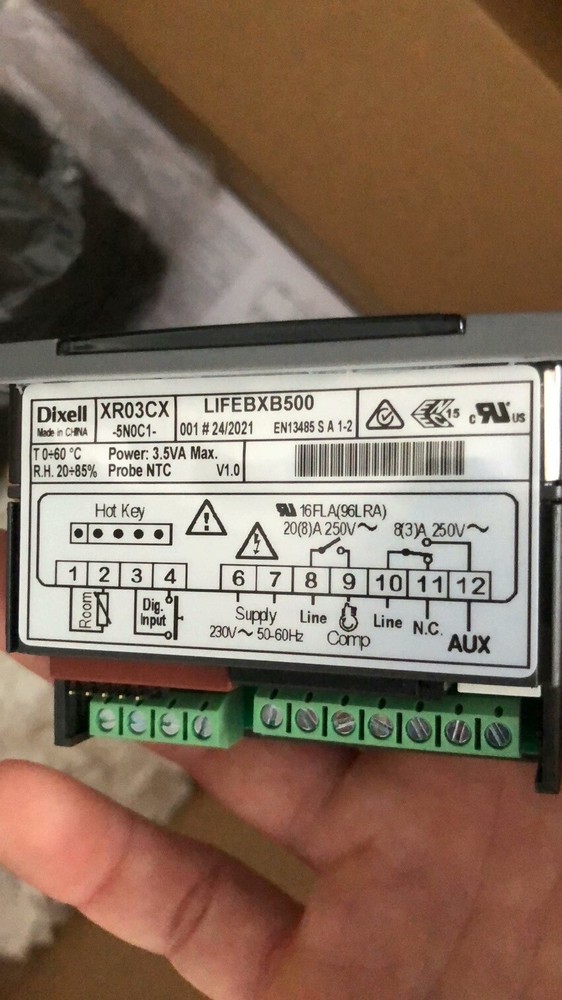 Dixell
Made in CHINA
XR03CX
-5N0C1-
LIFEBXB500
001 # 24/2021 EN13485 S A 1-2
15
c RU US
T 0÷60 °C Power: 3.5VA Max.
R.H. 20÷85% Probe NTC V1.0
Hot Key
RU 16FLA(96LRA)
20(8)A 250V~ 8(3)A 250V~
1 2 3 4 6 7 8 9 10 11 12
Room
Dig.
Input
Supply
230V~ 50-60Hz
Line
Comp
Line
N.C.
AUX